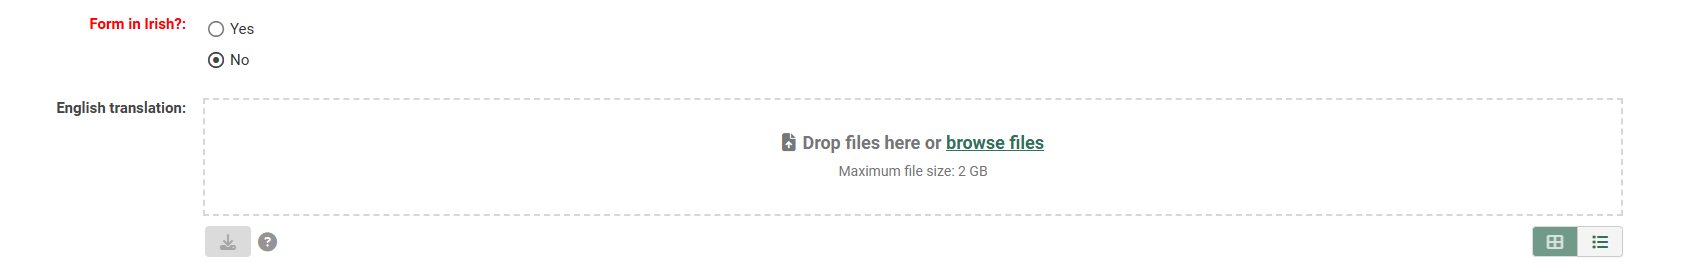 Form in Irish?:
Yes
No
English translation:
Drop files here or browse files
Maximum file size: 2 GB
?